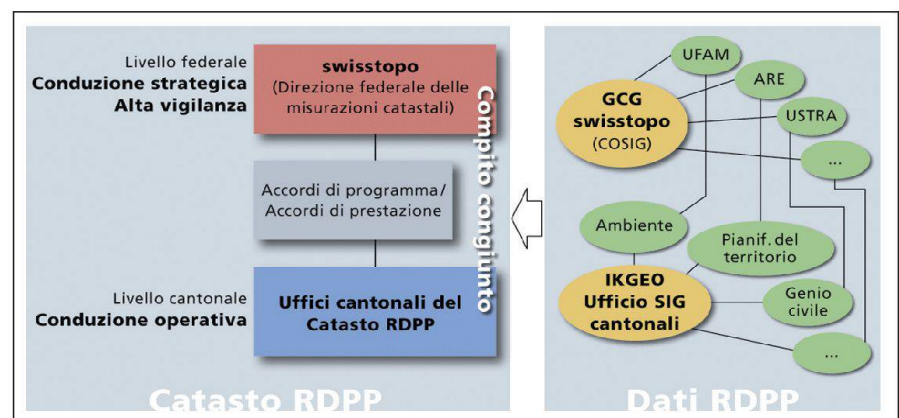 Livello federale
Conduzione strategica
Alta vigilanza
swisstopo
(Direzione federale delle
misurazioni catastali)
Accordi di programma/
Accordi di prestazione
Livello cantonale
Conduzione operativa
Uffici cantonali del
Catasto RDPP
Compito congiunto
Catasto RDPP
UFAM
ARE
GCG
swisstopo
(COSIG)
USTRA
...
Ambiente
Pianif. del
territorio
IKGEO
Ufficio SIG
cantonali
Genio
civile
...
Dati RDPP